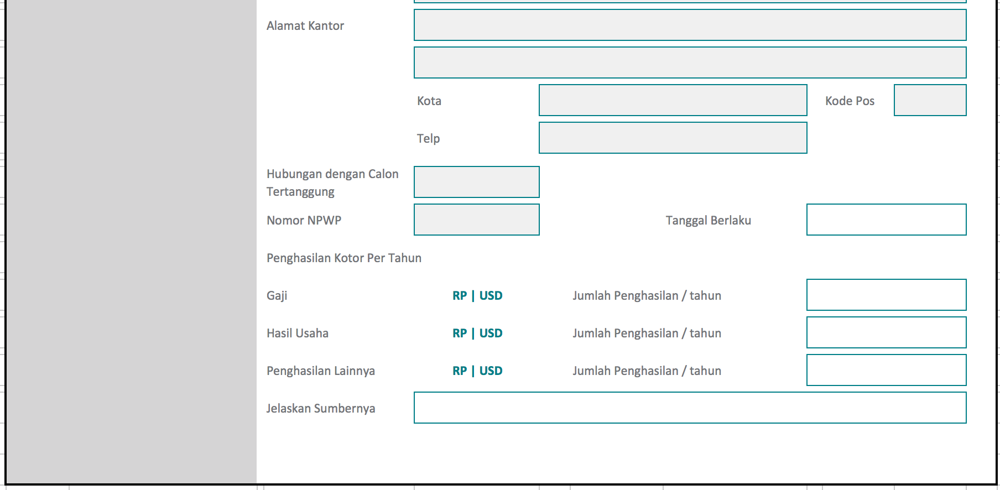 Alamat Kantor
Kota Kode Pos
Telp
Hubungan dengan Calon
Tertanggung
Nomor NPWP Tanggal Berlaku
Penghasilan Kotor Per Tahun
Gaji RP | USD Jumlah Penghasilan / tahun
Hasil Usaha RP | USD Jumlah Penghasilan / tahun
Penghasilan Lainnya RP | USD Jumlah Penghasilan / tahun
Jelaskan Sumbernya